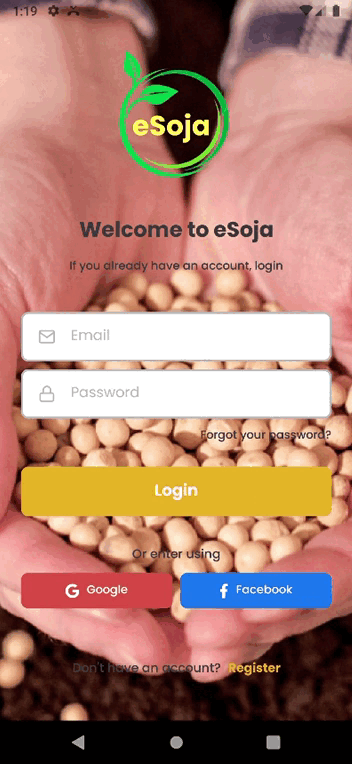 1:19
eSoja
Welcome to eSoja
If you already have an account, login
Email
Password
Forgot your password?
Login
Or enter using
Google
Facebook
Don't have an account? Register